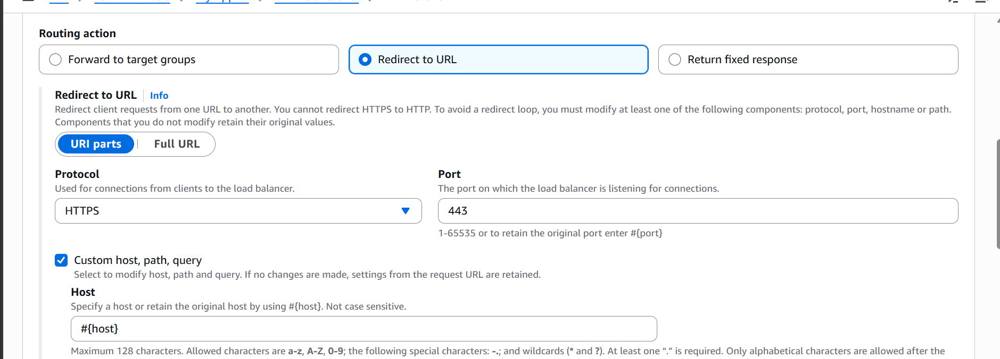 Routing action
Forward to target groups
Redirect to URL
Return fixed response
Redirect to URL
Info
Redirect client requests from one URL to another. You cannot redirect HTTPS to HTTP. To avoid a redirect loop, you must modify at least one of the following components: protocol, port, hostname or path.
Components that you do not modify retain their original values.
URI parts
Full URL
Protocol
Used for connections from clients to the load balancer.
HTTPS
Port
The port on which the load balancer is listening for connections.
443
1-65535 or to retain the original port enter #{port}
Custom host, path, query
Select to modify host, path and query. If no changes are made, settings from the request URL are retained.
Host
Specify a host or retain the original host by using #{host}. Not case sensitive.
#{host}
Maximum 128 characters. Allowed characters are a-z, A-Z, 0-9; the following special characters: -.; and wildcards (* and ?). At least one “.” is required. Only alphabetical characters are allowed after the